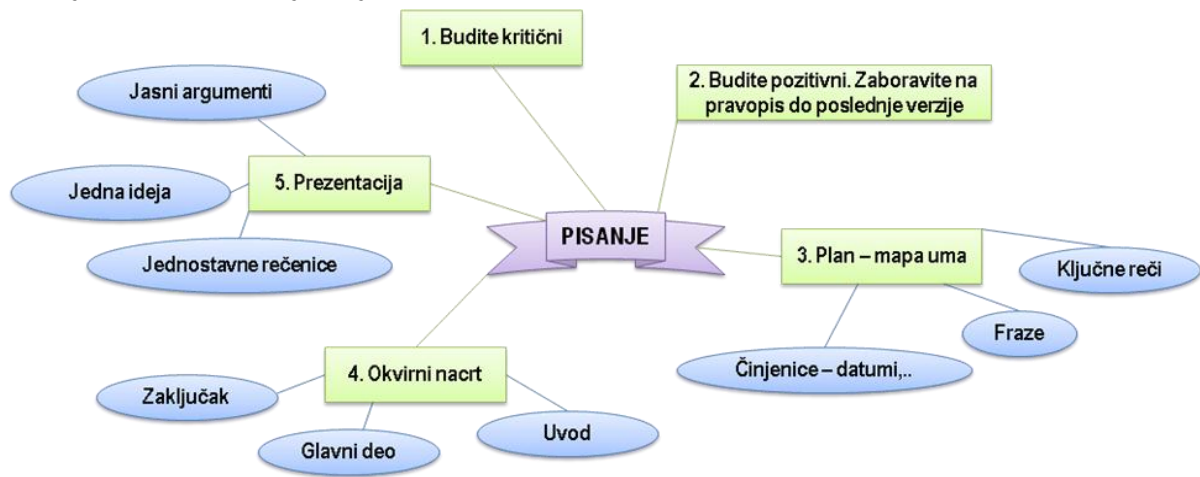 1. Budite kritični
2. Budite pozitivni. Zaboravite na
pravopis do poslednje verzije
Jasni argumenti
5. Prezentacija
Jedna ideja
Jednostavne rečenice
PISANJE
3. Plan – mapa uma
Ključne reči
Fraze
Činjenice – datumi,..
4. Okvirni nacrt
Zaključak
Glavni deo
Uvod